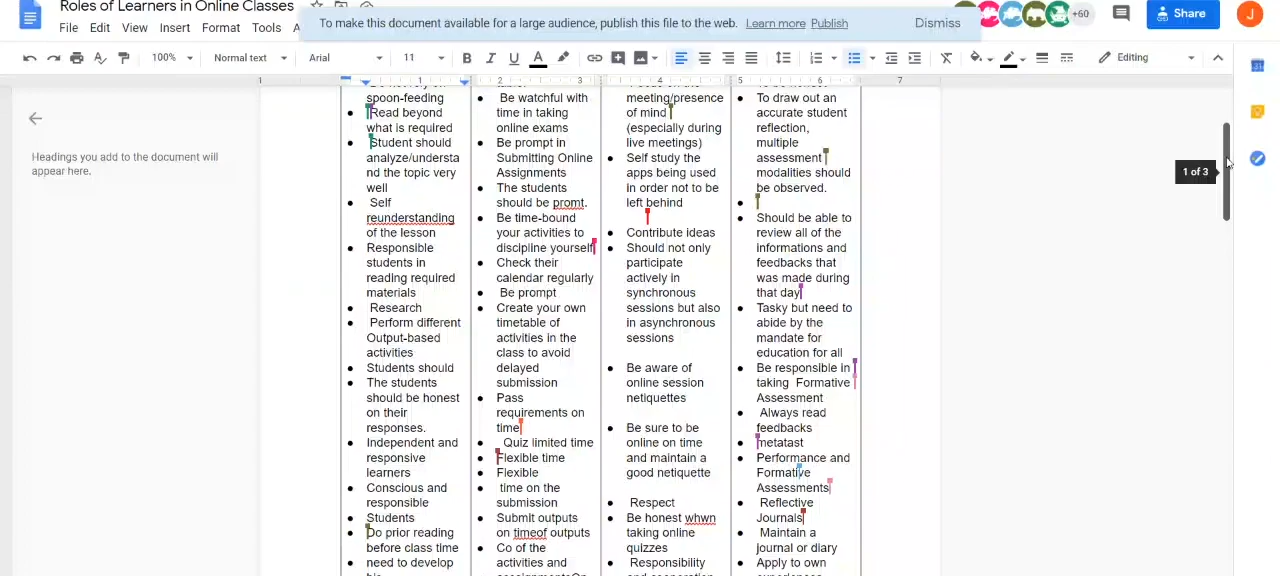 Roles of Learners in Online Classes
File Edit View Insert Format Tools A
To make this document available for a large audience, publish this file to the web. Learn more Publish Dismiss
+60
Share
J
100% Normal text Arial 11 Editing
1 1 2 3 4 5 6 7
Headings you add to the document will
appear here.
1 of 3
31
spoon-feeding
Read beyond
what is required
Student should
analyze/understa
nd the topic very
well
Self
reunderstanding
of the lesson
Responsible
students in
reading required
materials
Research
Perform different
Output-based
activities
Students should
The students
should be honest
on their
responses.
Independent and
responsive
learners
Conscious and
responsible
Students
Do prior reading
before class time
need to develop
Be watchful with
time in taking
online exams
Be prompt in
Submitting Online
Assignments
The students
should be promt.
Be time-bound
your activities to
discipline yourself
Check their
calendar regularly
Be prompt
Create your own
timetable of
activities in the
class to avoid
delayed
submission
Pass
requirements on
time
Quiz limited time
Flexible time
Flexible
time on the
submission
Submit outputs
on timeof outputs
Co of the
activities and
meeting/presence
of mind
(especially during
live meetings)
Self study the
apps being used
in order not to be
left behind
Contribute ideas
Should not only
participate
actively in
synchronous
sessions but also
in asynchronous
sessions
Be aware of
online session
netiquettes
Be sure to be
online on time
and maintain a
good netiquette
Respect
Be honest whwn
taking online
quizzes
Responsibility
To draw out an
accurate student
reflection,
multiple
assessment
modalities should
be observed.
Should be able to
review all of the
informations and
feedbacks that
was made during
that day
Tasky but need to
abide by the
mandate for
education for all
Be responsible in
taking Formative
Assessment
Always read
feedbacks
metatast
Performance and
Formative
Assessments
Reflective
Journals
Maintain a
journal or diary
Apply to own